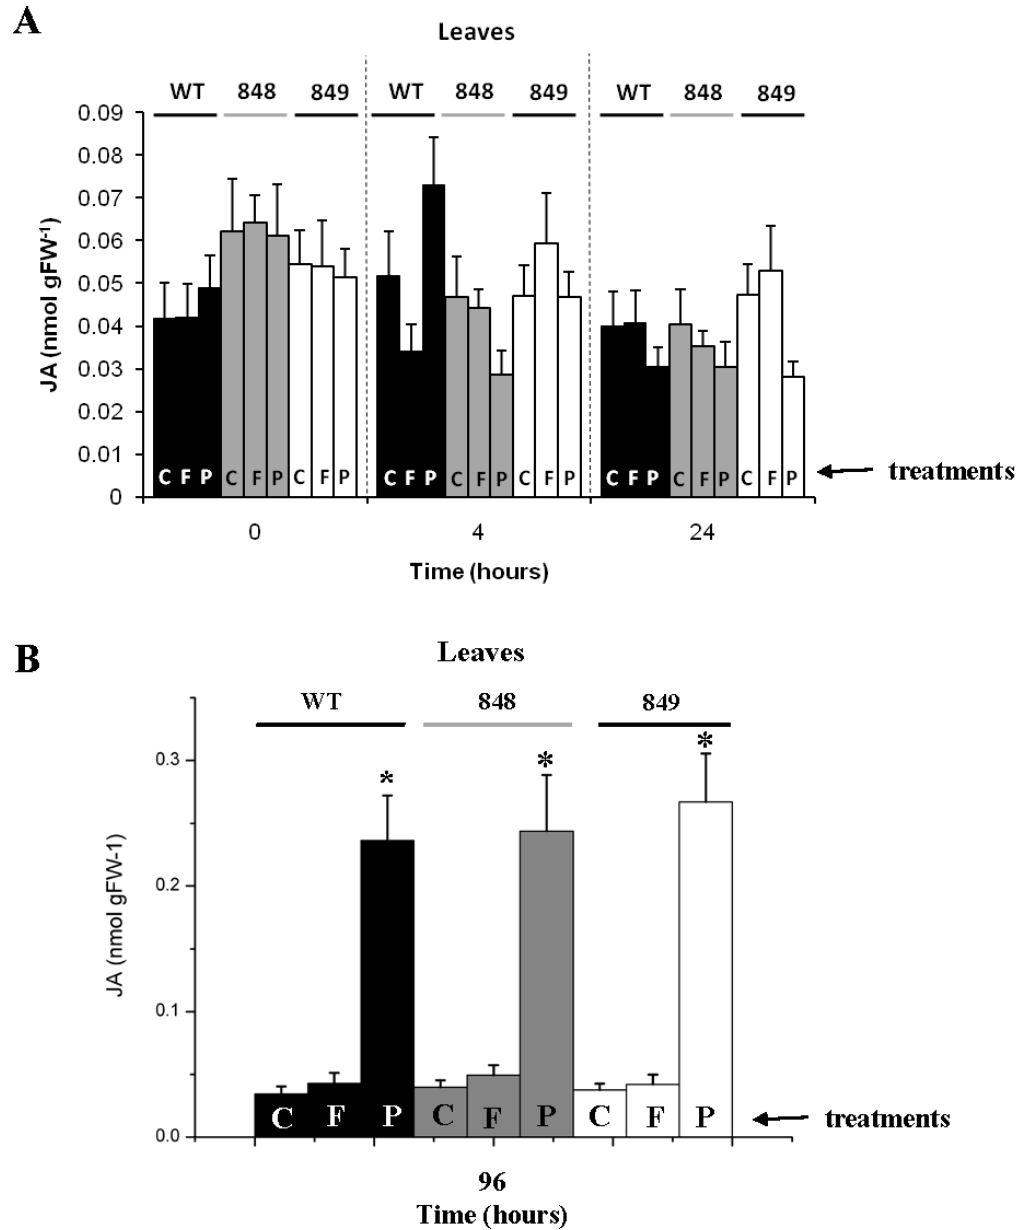 A
Leaves
WT 848 849 WT 848 849 WT 848 849
0.09
0.08
0.07
0.06
0.05
0.04
0.03
0.02
0.01
0
JA (nmol gFW-1)
C F P C F P C F P C F P C F P C F P C F P C F P C F P
treatments
0 4 24
Time (hours)
B
Leaves
WT 848 849
* * *
0.3
0.2
0.1
0.0
JA (nmol gFW-1)
C F P C F P C F P
treatments
96
Time (hours)